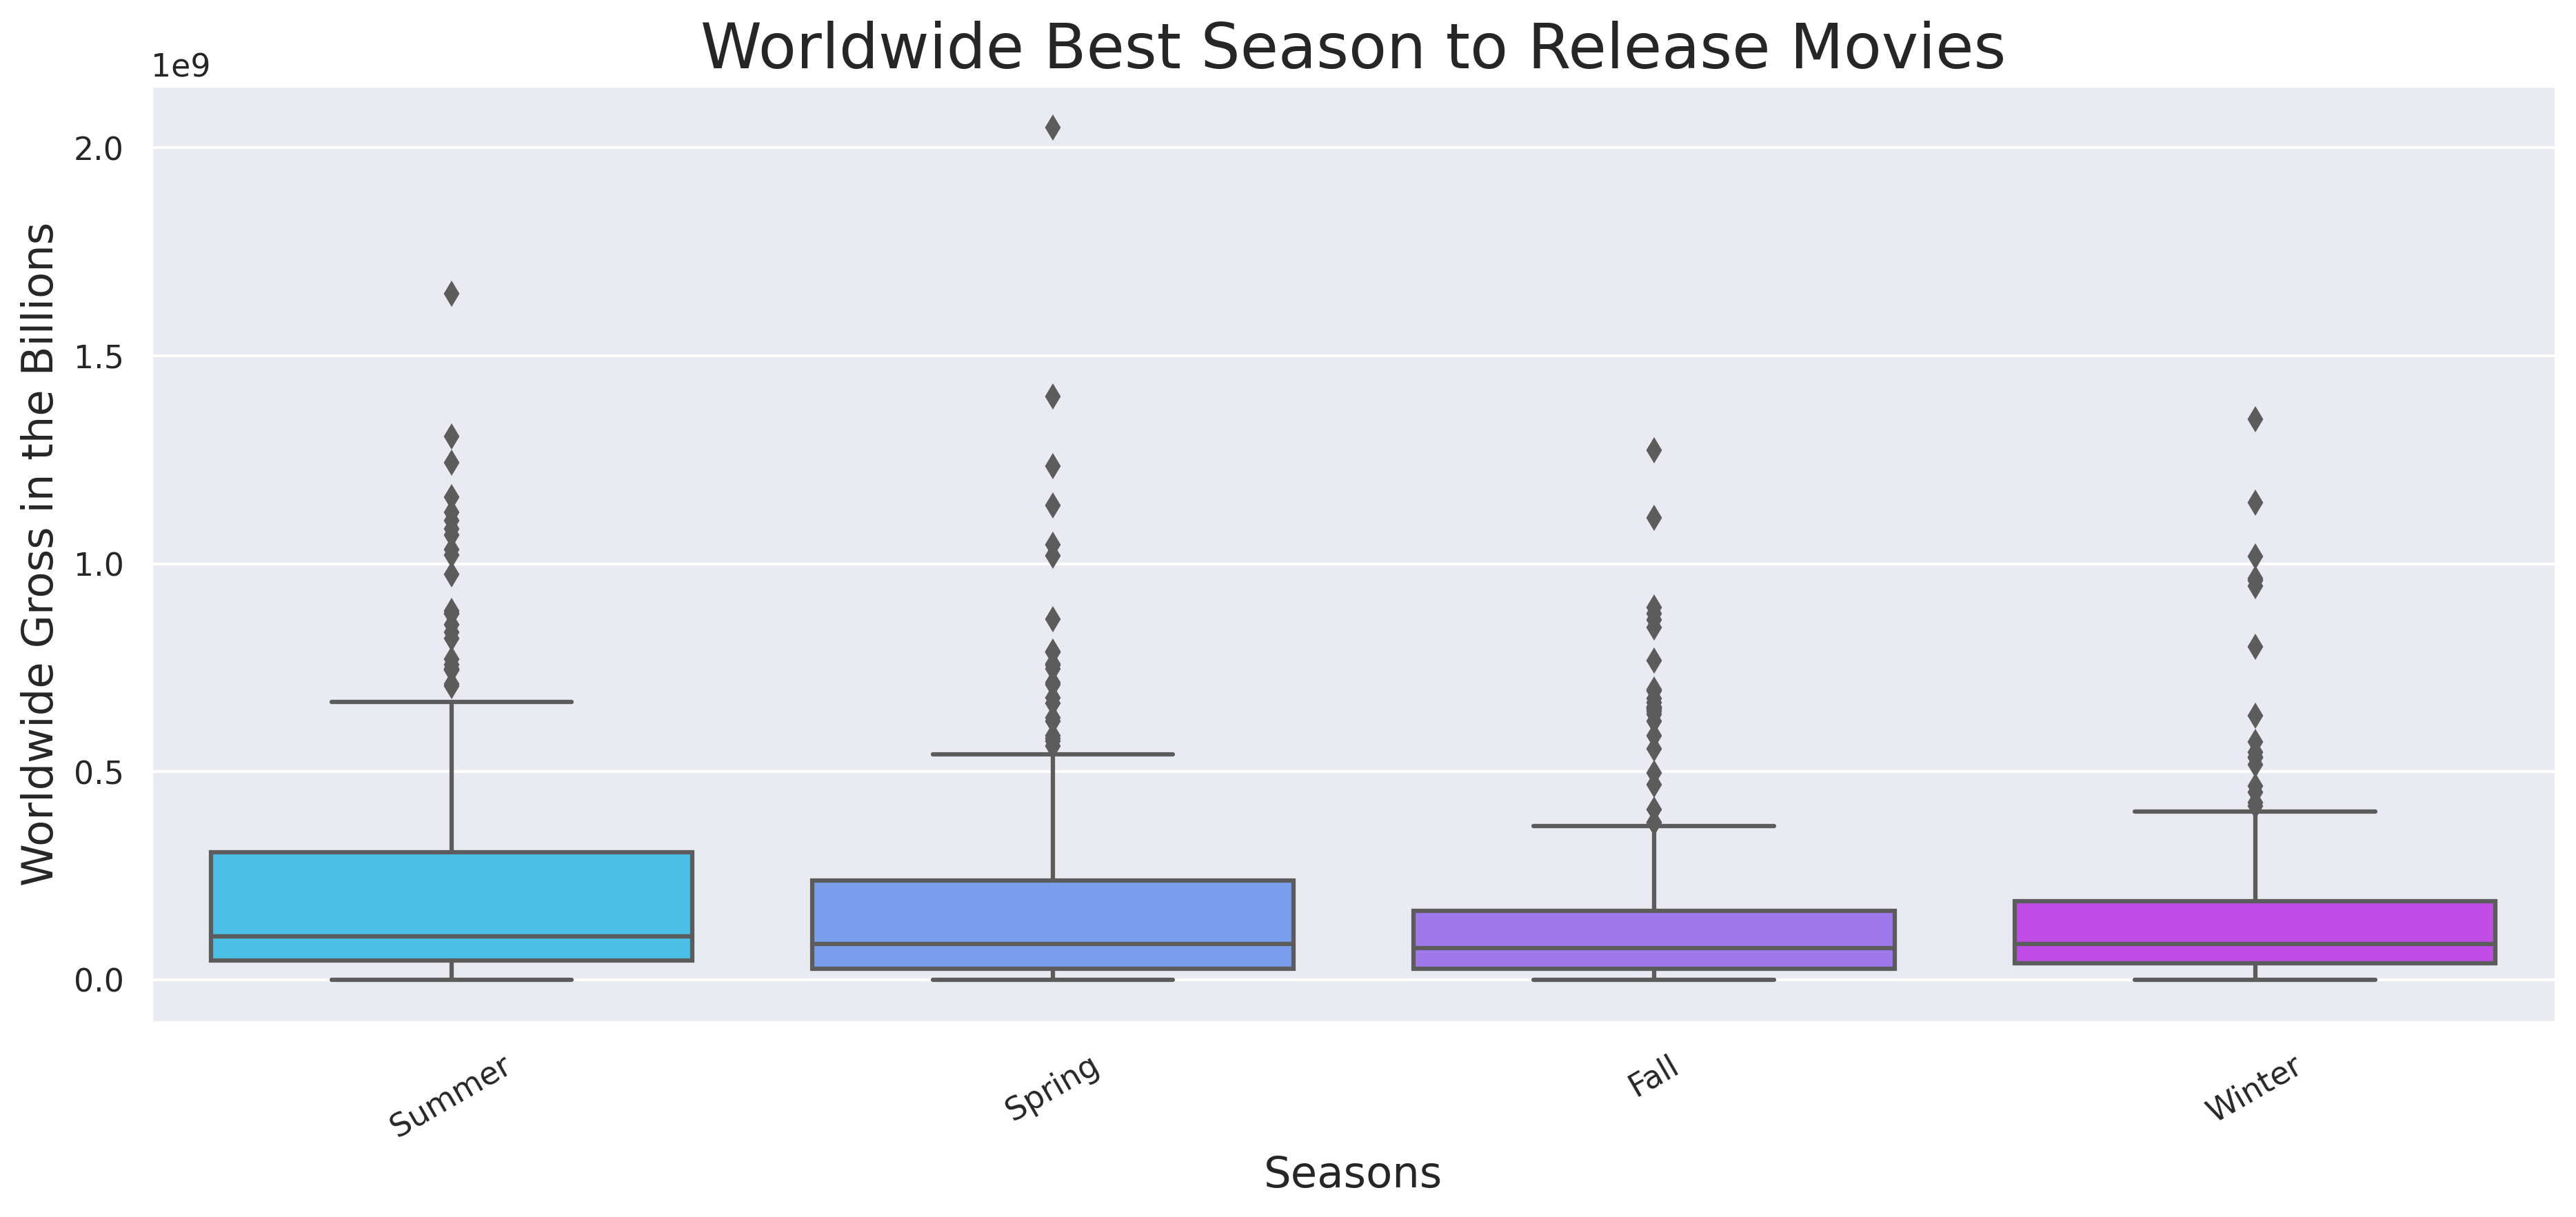 Worldwide Best Season to Release Movies
1e9
2.0
1.5
1.0
0.5
0.0
Worldwide Gross in the Billions
Summer
Spring
Fall
Winter
Seasons